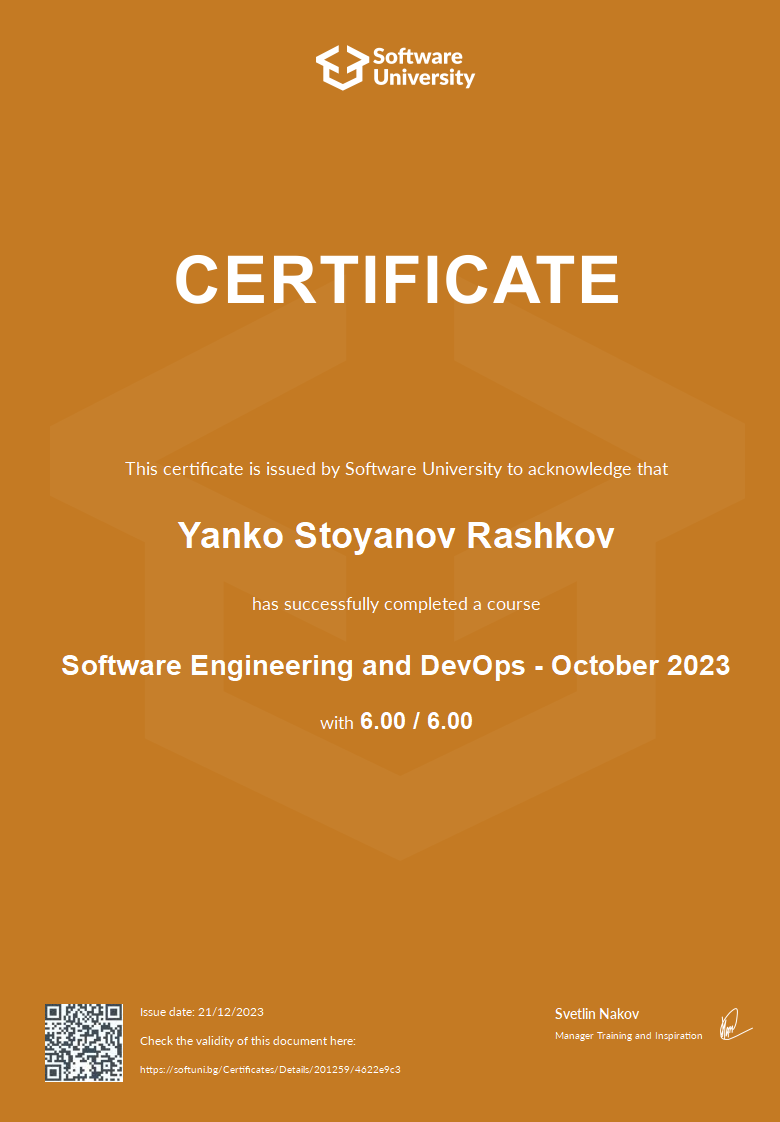 Software
University
CERTIFICATE
This certificate is issued by Software University to acknowledge that
Yanko Stoyanov Rashkov
has successfully completed a course
Software Engineering and DevOps - October 2023
with 6.00 / 6.00
Issue date: 21/12/2023
Check the validity of this document here:
https://softuni.bg/Certificates/Details/201259/4622e9c3
Svetlin Nakov
Manager Training and Inspiration